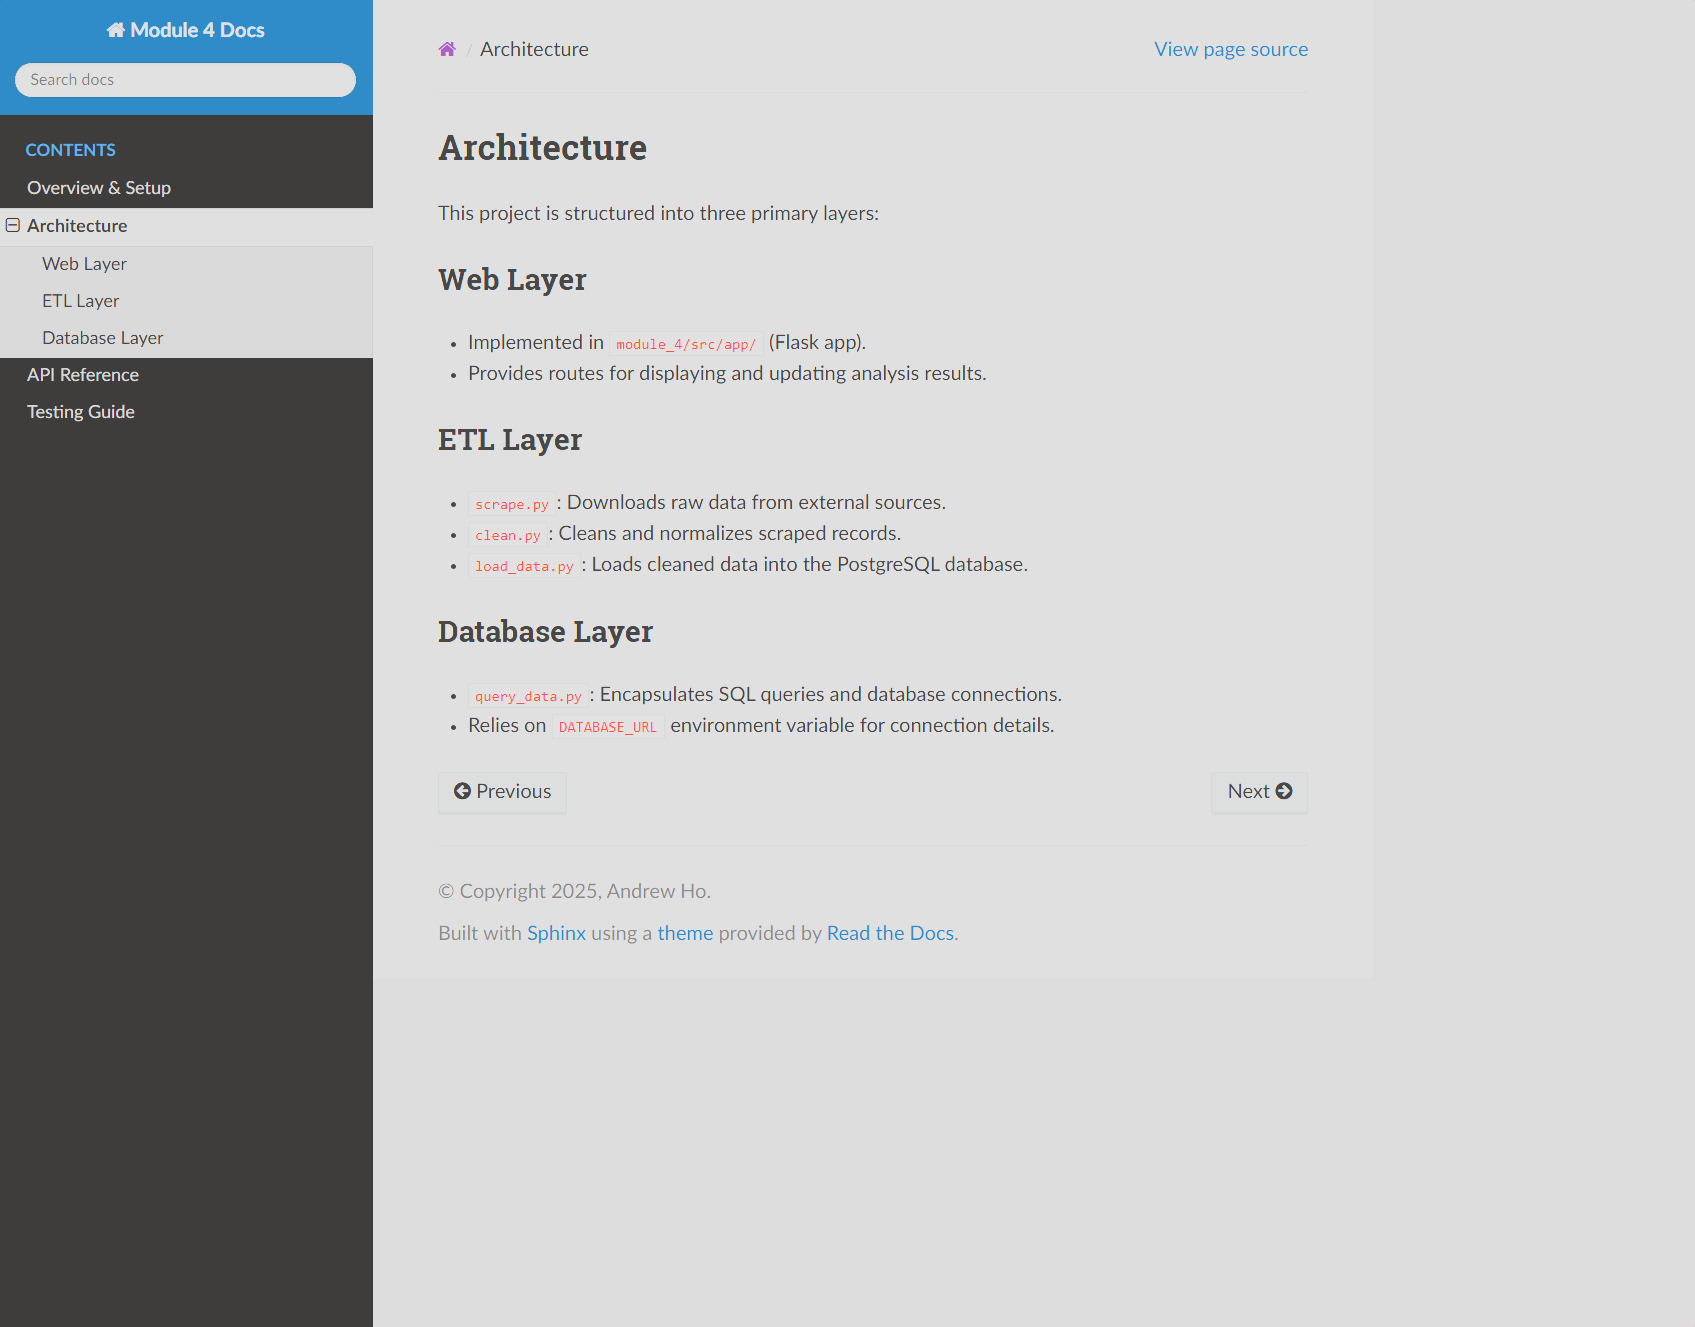 Module 4 Docs
Search docs
CONTENTS
Overview & Setup
Architecture
Web Layer
ETL Layer
Database Layer
API Reference
Testing Guide
/ Architecture
View page source
Architecture
This project is structured into three primary layers:
Web Layer
• Implemented in module_4/src/app/ (Flask app).
• Provides routes for displaying and updating analysis results.
ETL Layer
• scrape.py : Downloads raw data from external sources.
• clean.py : Cleans and normalizes scraped records.
• load_data.py : Loads cleaned data into the PostgreSQL database.
Database Layer
• query_data.py : Encapsulates SQL queries and database connections.
• Relies on DATABASE_URL environment variable for connection details.
Previous
Next
© Copyright 2025, Andrew Ho.
Built with Sphinx using a theme provided by Read the Docs.